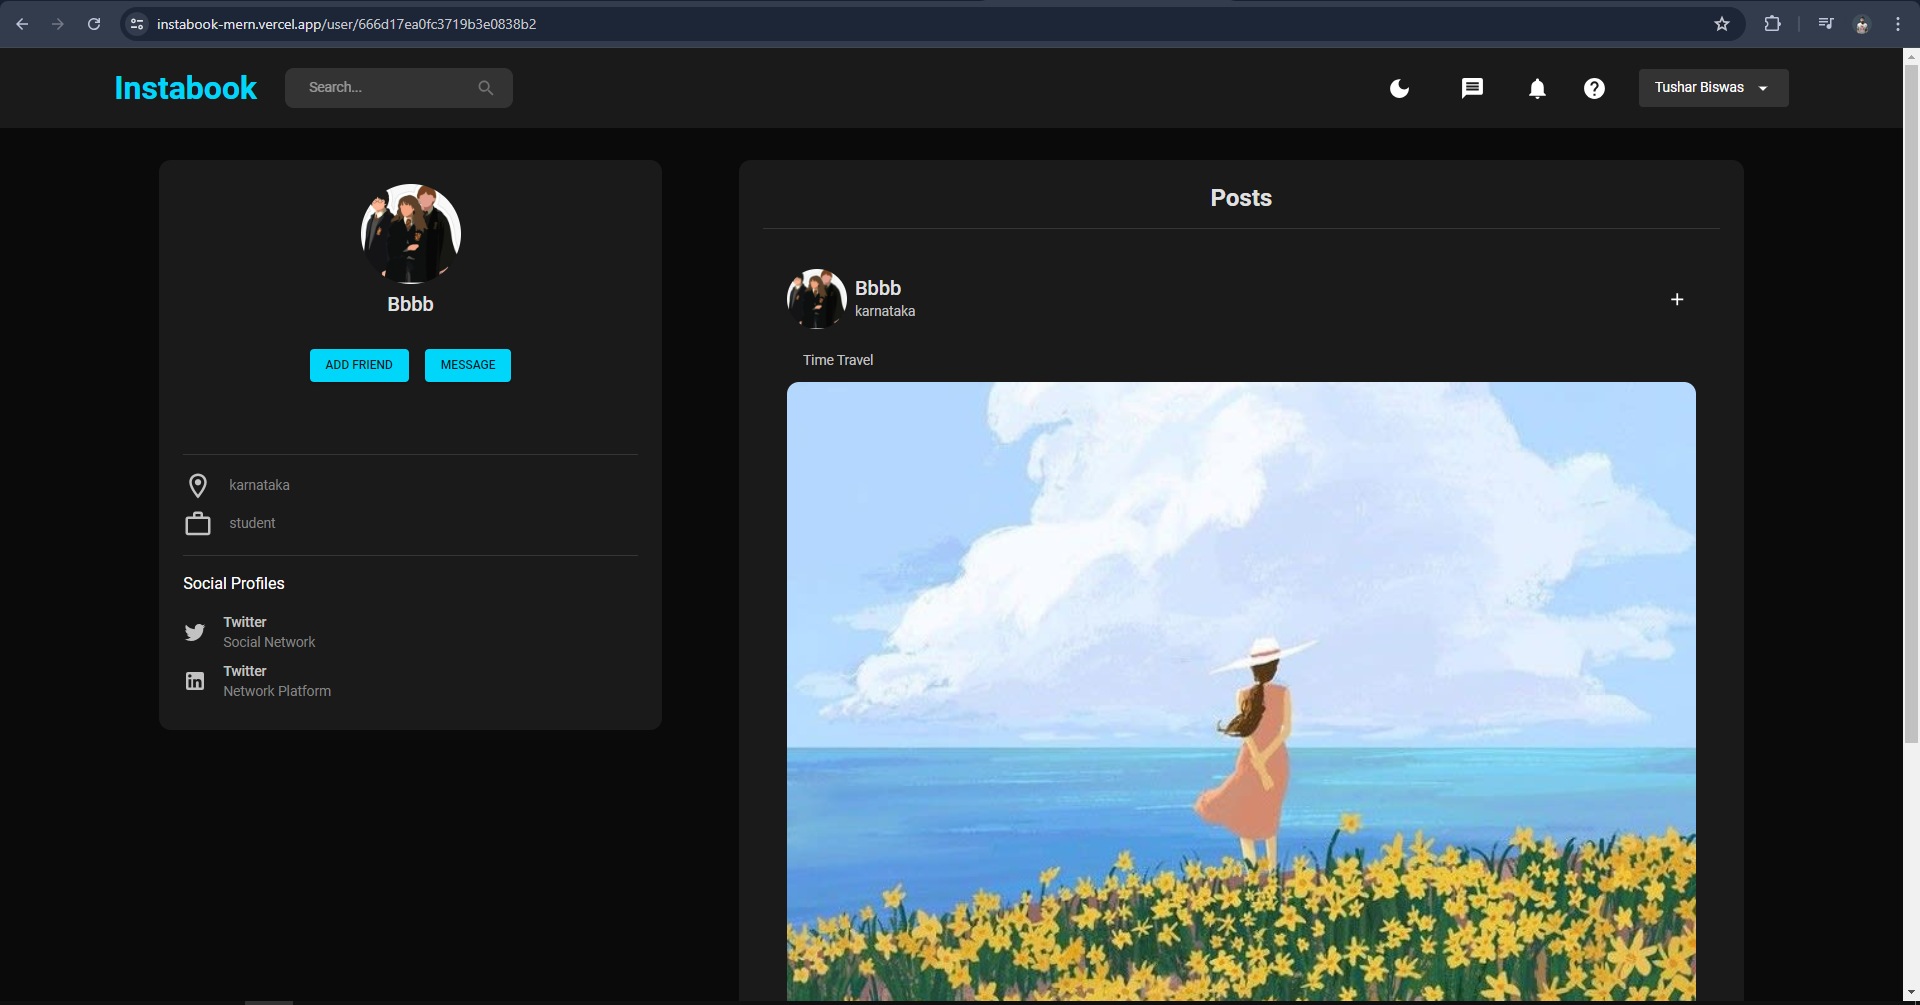 instabook-mern.vercel.app/user/666d17ea0fc3719b3e0838b2
Instabook
Search...
Tushar Biswas
Bbbb
ADD FRIEND
MESSAGE
karnataka
student
Social Profiles
Twitter
Social Network
Twitter
Network Platform
Posts
Bbbb
karnataka
Time Travel